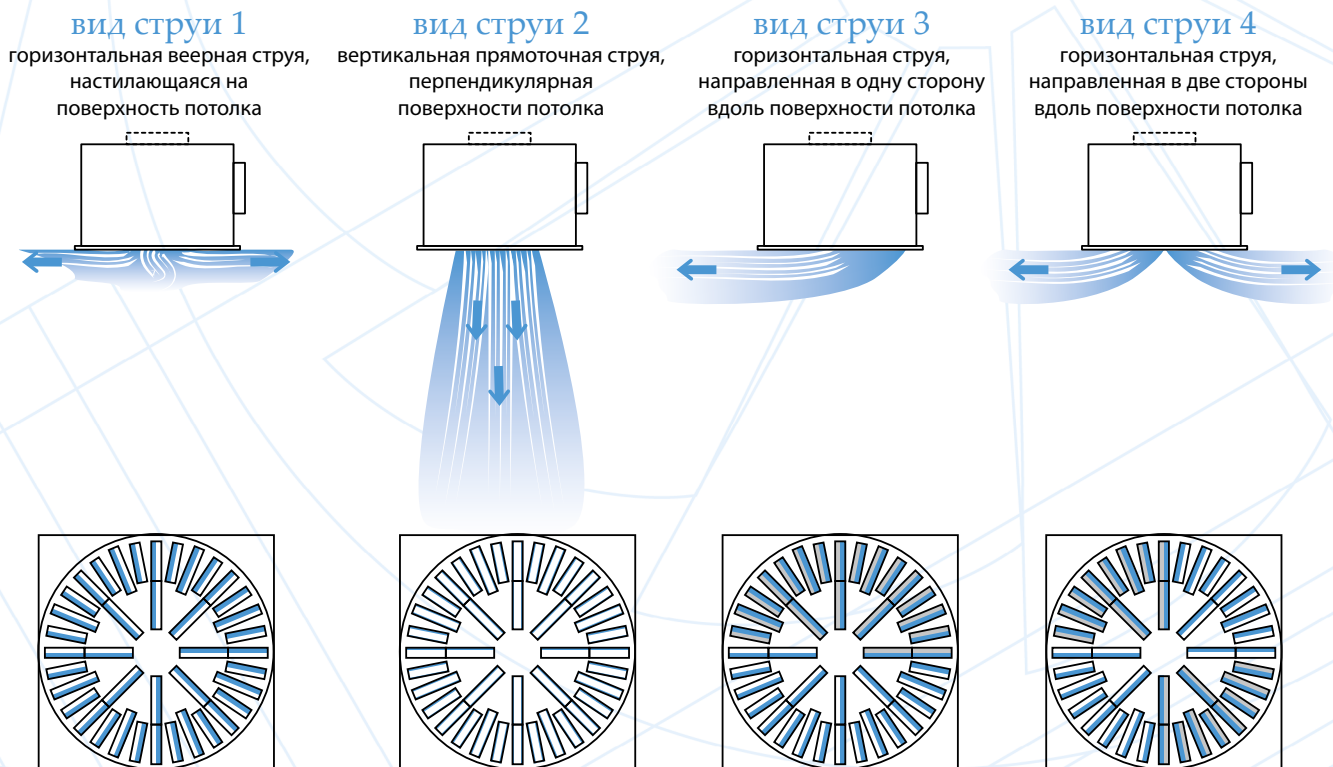 вид струи 1
горизонтальная веерная струя,
настилающаяся на
поверхность потолка
вид струи 2
вертикальная прямоточная струя,
перпендикулярная
поверхности потолка
вид струи 3
горизонтальная струя,
направленная в одну сторону
вдоль поверхности потолка
вид струи 4
горизонтальная струя,
направленная в две стороны
вдоль поверхности потолка